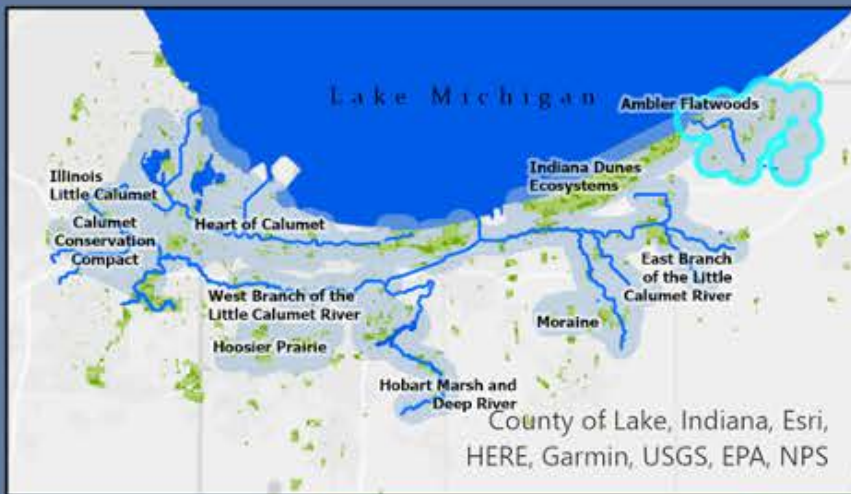 Lake Michigan
Ambler Flatwoods
Indiana Dunes
Ecosystems
Illinois
Little Calumet
Calumet
Conservation
Compact
Heart of Calumet
East Branch
of the Little
Calumet River
West Branch of the
Little Calumet River
Moraine
Hoosier Prairie
Hobart Marsh and
Deep River
County of Lake, Indiana, Esri,
HERE, Garmin, USGS, EPA, NPS